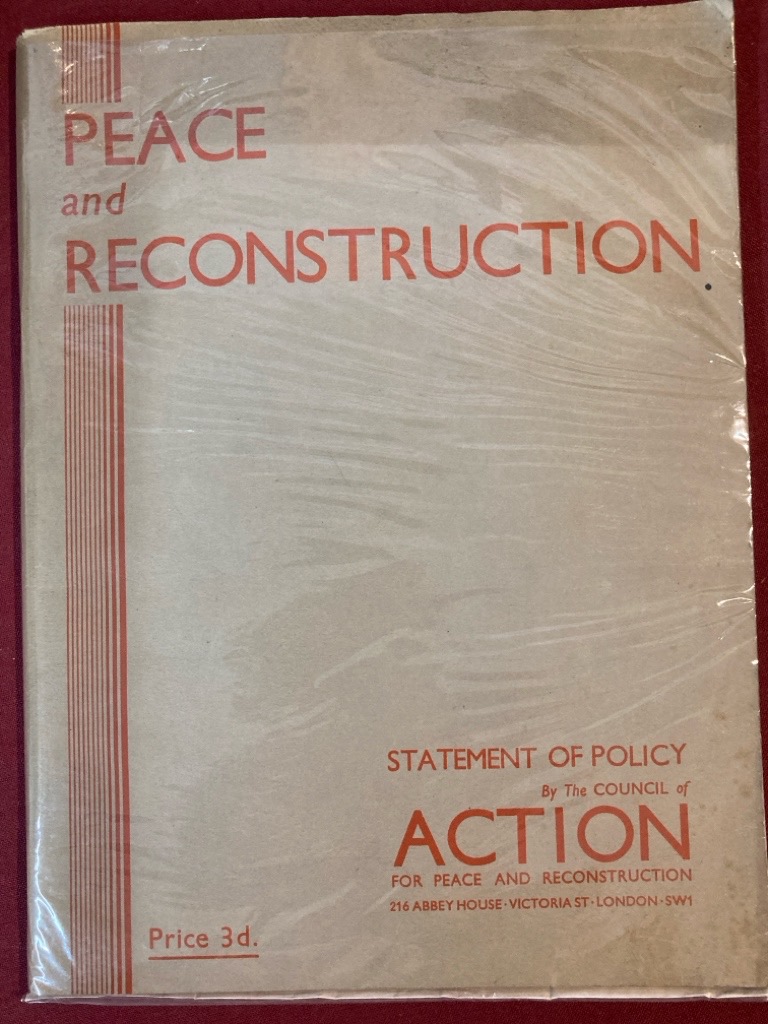 PEACE
and
RECONSTRUCTION
STATEMENT OF POLICY
By The COUNCIL of
ACTION
FOR PEACE AND RECONSTRUCTION
216 ABBEY HOUSE · VICTORIA ST · LONDON · SW1
Price 3d.